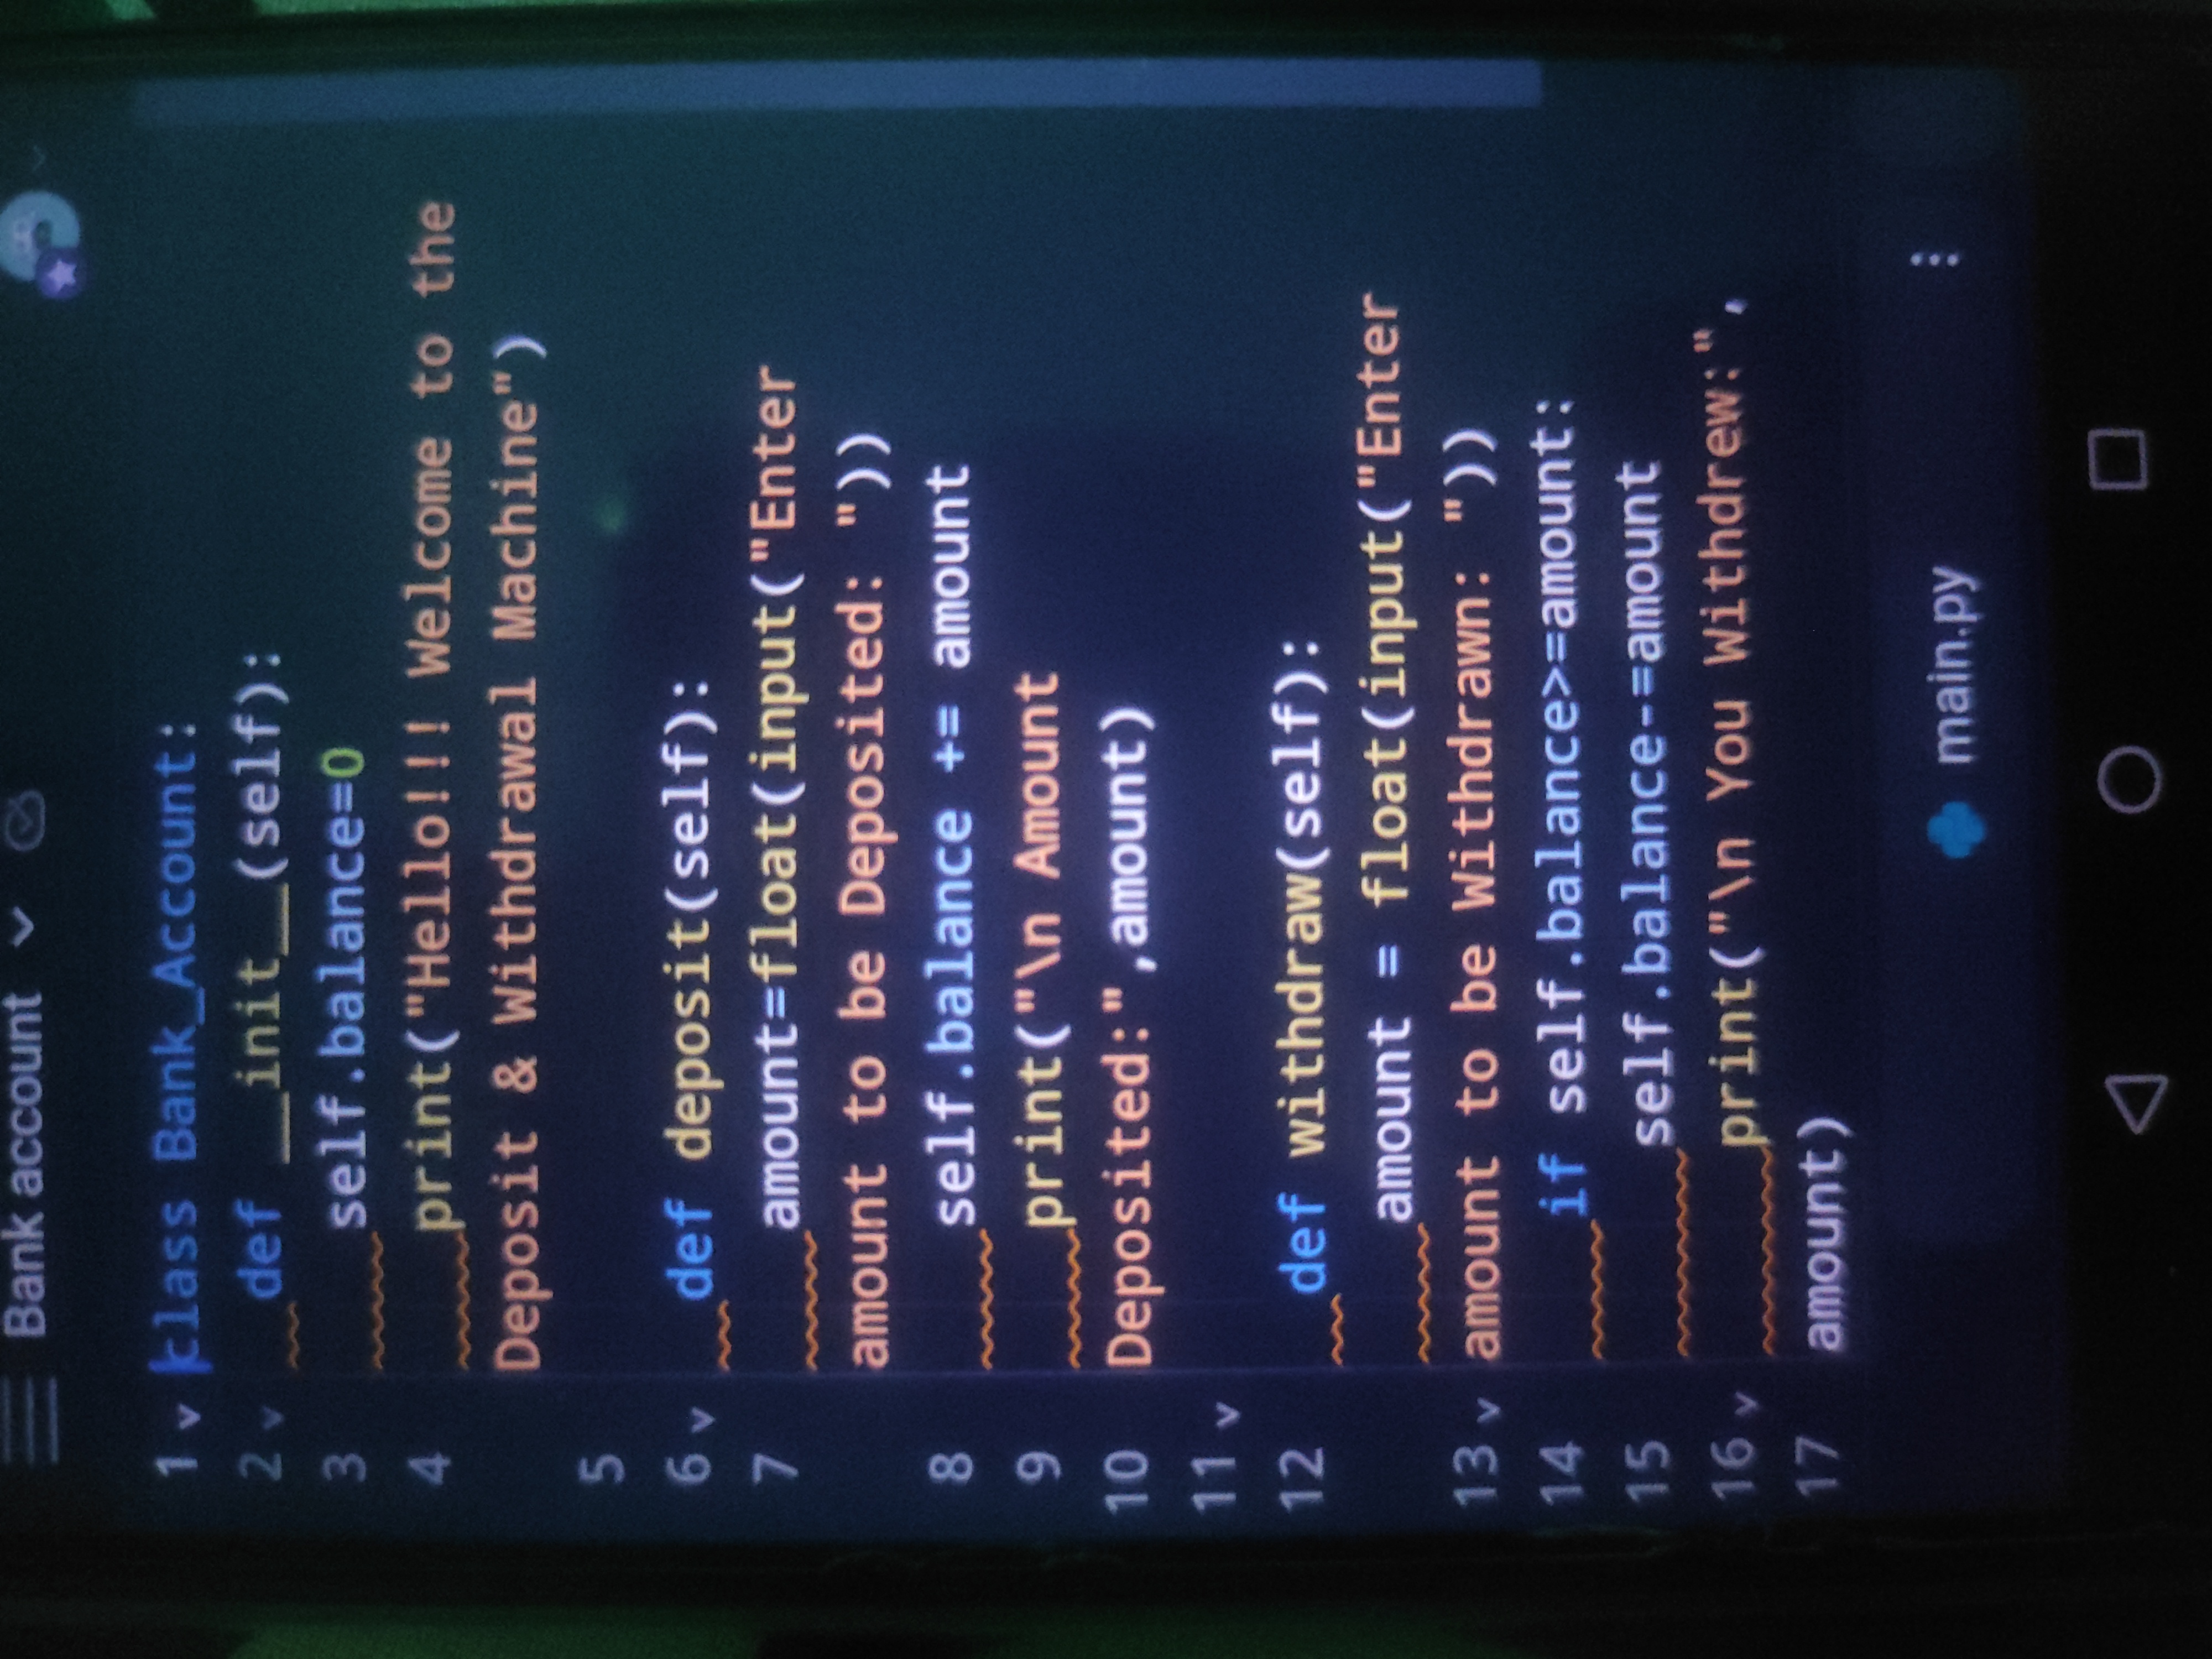 Bank account
1 class Bank_Account:
2 def __init__(self):
3 self.balance=0
4 print("Hello!!! Welcome to the
Deposit & Withdrawal Machine")
5
6 def deposit(self):
7 amount=float(input("Enter
amount to be Deposited: "))
8 self.balance += amount
9 print("\n Amount
10 Deposited:",amount)
11
12 def withdraw(self):
amount = float(input("Enter
13 amount to be Withdrawn: "))
14 if self.balance>=amount:
15 self.balance-=amount
16 print("\n You Withdrew:",
17 amount)
main.py